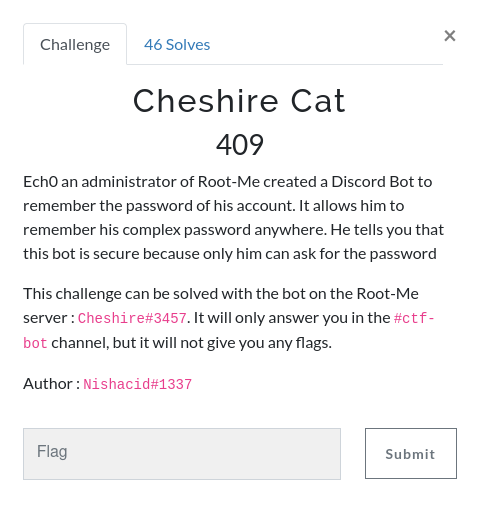 Challenge
46 Solves
×
Cheshire Cat
409
Ech0 an administrator of Root-Me created a Discord Bot to
remember the password of his account. It allows him to
remember his complex password anywhere. He tells you that
this bot is secure because only him can ask for the password
This challenge can be solved with the bot on the Root-Me
server : Cheshire#3457. It will only answer you in the #ctf-
bot channel, but it will not give you any flags.
Author : Nishacid#1337
Flag
Submit